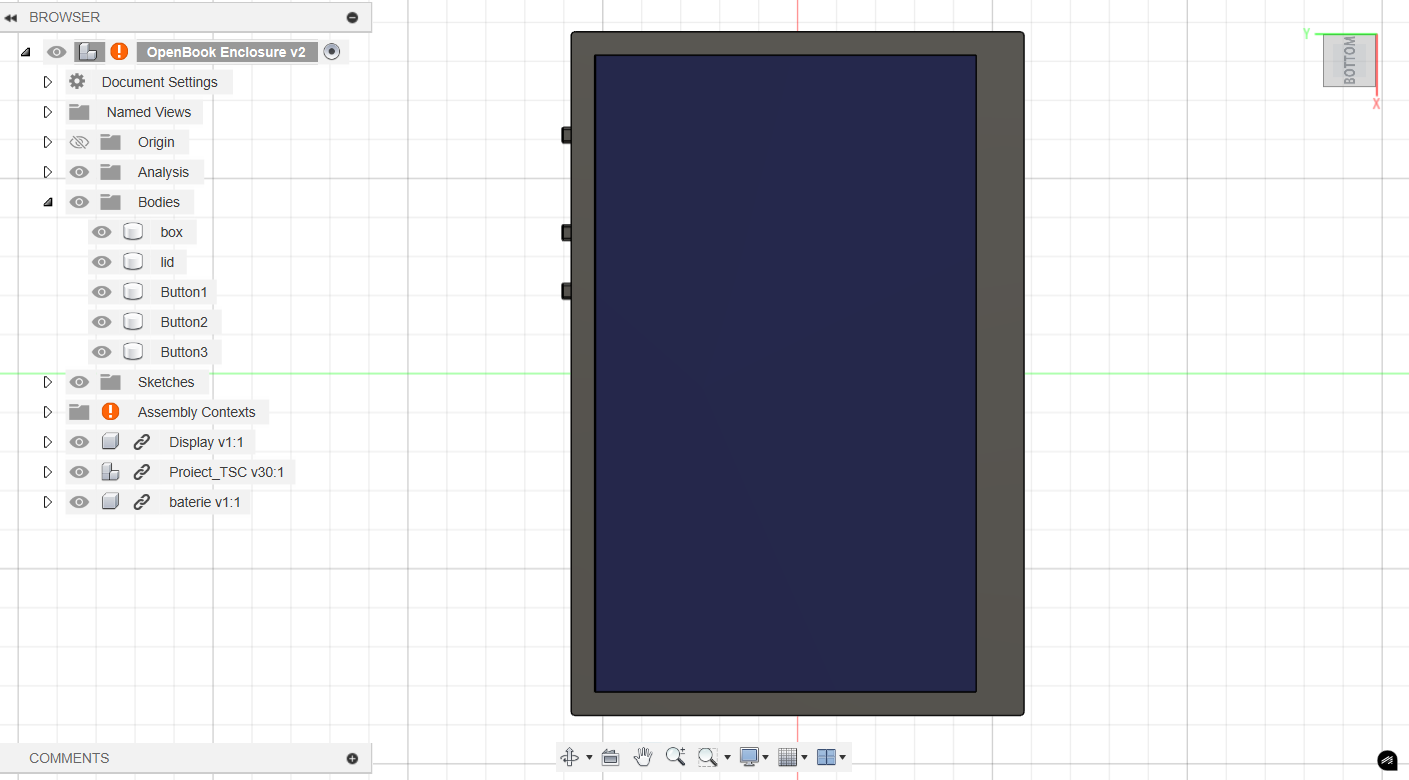 BROWSER
OpenBook Enclosure v2
Document Settings
Named Views
Origin
Analysis
Bodies
box
lid
Button1
Button2
Button3
Sketches
Assembly Contexts
Display v1:1
Proiect_TSC v30:1
baterie v1:1
COMMENTS
Y
BOTTOM
X